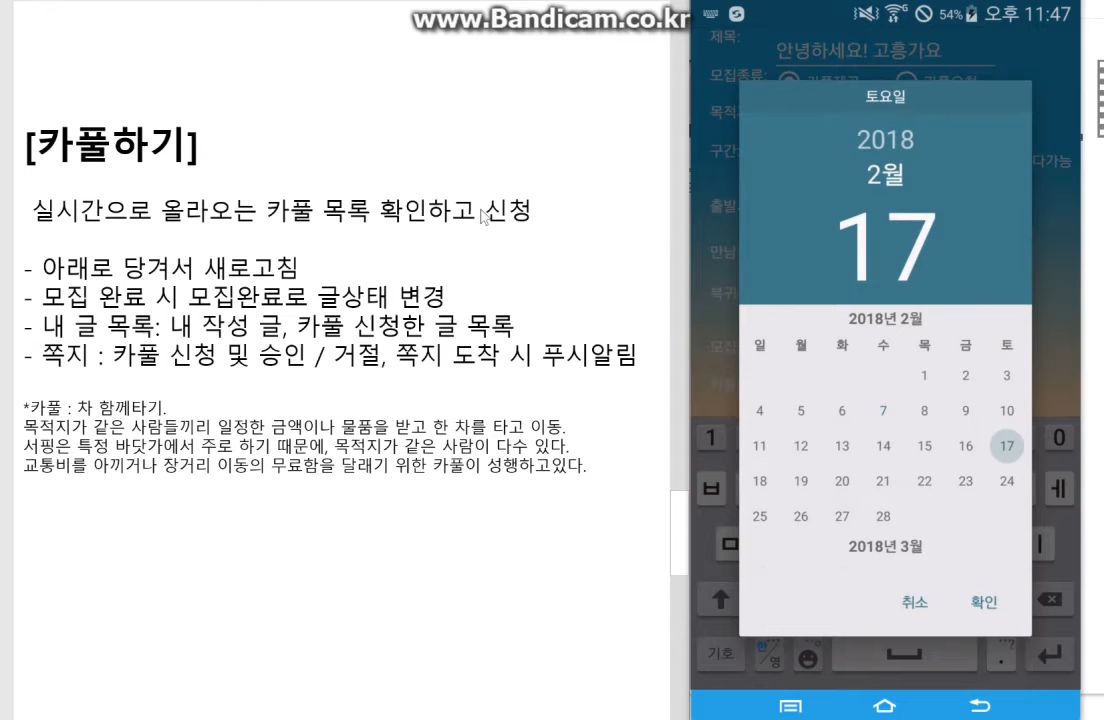 www.Bandicam.co.kr
[카풀하기]
실시간으로 올라오는 카풀 목록 확인하고 신청
- 아래로 당겨서 새로고침
- 모집 완료 시 모집완료로 글상태 변경
- 내 글 목록: 내 작성 글, 카풀 신청한 글 목록
- 쪽지 : 카풀 신청 및 승인 / 거절, 쪽지 도착 시 푸시알림
*카풀 : 차 함께타기.
목적지가 같은 사람들끼리 일정한 금액이나 물품을 받고 한 차를 타고 이동.
서핑은 특정 바닷가에서 주로 하기 때문에, 목적지가 같은 사람이 다수 있다.
교통비를 아끼거나 장거리 이동의 무료함을 달래기 위한 카풀이 성행하고있다.
54% 오후 11:47
제목:
안녕하세요! 고흥가요
모집종류:
목적
구간
다가능
출발
만남
복귀
모집
토요일
2018
2월
17
2018년 2월
일 월 화 수 목 금 토
1 2 3
4 5 6 7 8 9 10
11 12 13 14 15 16 17
18 19 20 21 22 23 24
25 26 27 28
2018년 3월
취소 확인
1 0
ㅂ ㅔ
ㅁ ㅣ
기호 한/영 .